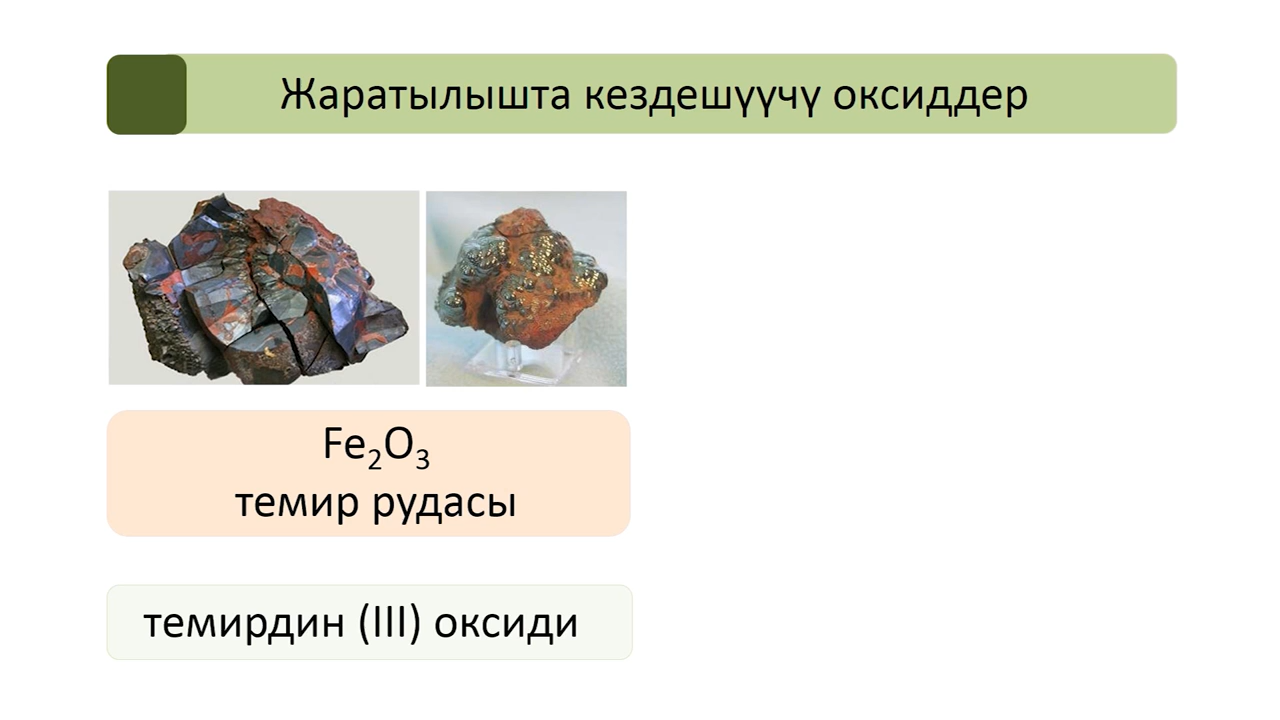 Жаратылышта кездешүүчү оксиддер
Fe₂O₃
темир рудасы
темирдин (III) оксиди